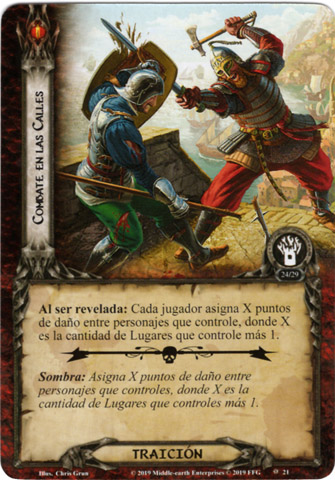 COMBATE EN LAS CALLES
24/29
Al ser revelada: Cada jugador asigna X puntos
de daño entre personajes que controle, donde X
es la cantidad de Lugares que controle más 1.
Sombra: Asigna X puntos de daño entre
personajes que controles, donde X es la
cantidad de Lugares que controles más 1.
TRAICIÓN
Illus. Chris Grun
© 2019 Middle-earth Enterprises © 2019 FFG
21